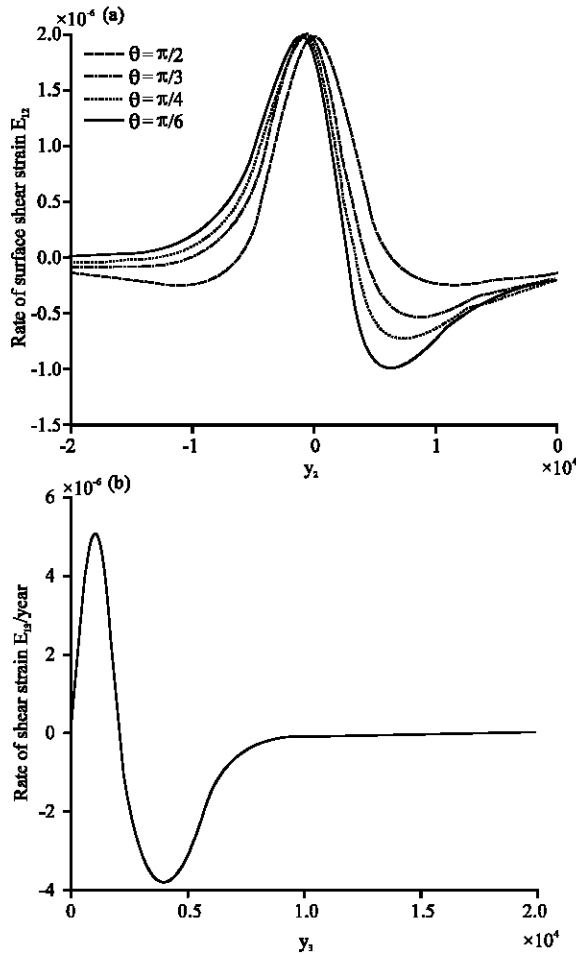 ×10⁻⁶ (a)
2.0
1.5
1.0
0.5
0.0
-0.5
-1.0
-1.5
θ = π/2
θ = π/3
θ = π/4
θ = π/6
Rate of surface shear strain E₁₂
-2 -1 0 1 0
×10⁴
y₂
×10⁻⁶ (b)
6
4
2
0
-2
-4
Rate of shear strain E₁₂/year
0 0.5 1.0 1.5 2.0
×10⁴
y₃